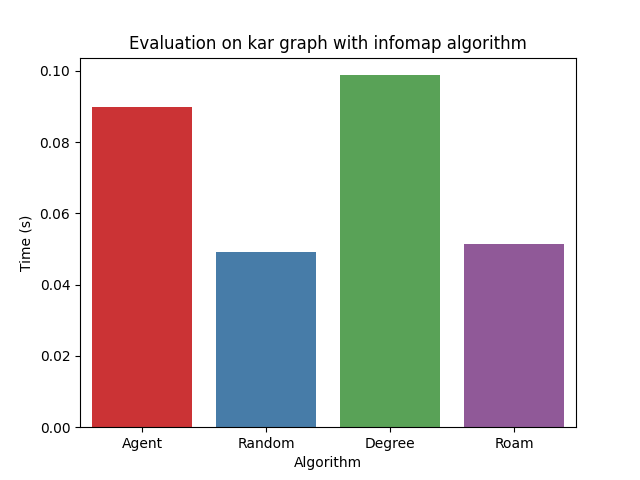 Evaluation on kar graph with infomap algorithm
0.10
0.08
0.06
0.04
0.02
0.00
Time (s)
Agent Random Degree Roam
Algorithm